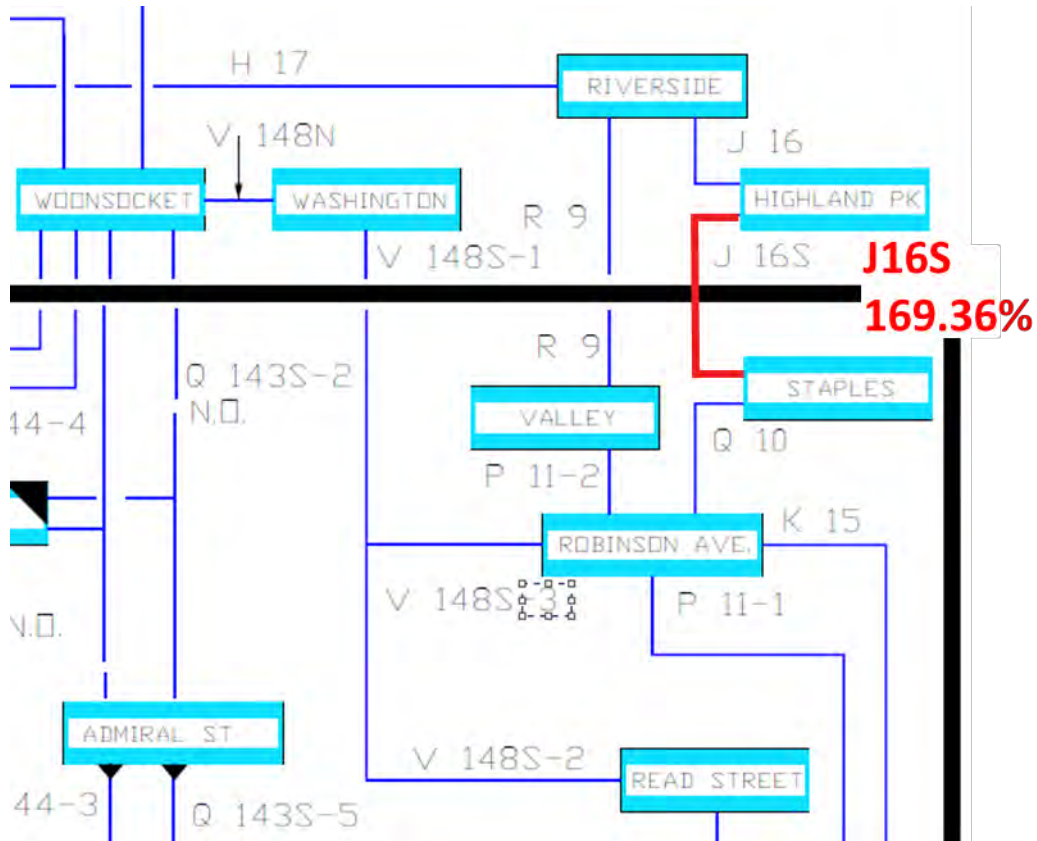 H 17
RIVERSIDE
V 148N
J 16
WOONSOCKET
WASHINGTON
HIGHLAND PK
R 9
V 148S-1
J 16S
J16S
169.36%
R 9
Q 143S-2
N.O.
STAPLES
44-4
VALLEY
Q 10
P 11-2
K 15
ROBINSON AVE.
V 148S-3
P 11-1
N.O.
ADMIRAL ST
V 148S-2
READ STREET
44-3
Q 143S-5